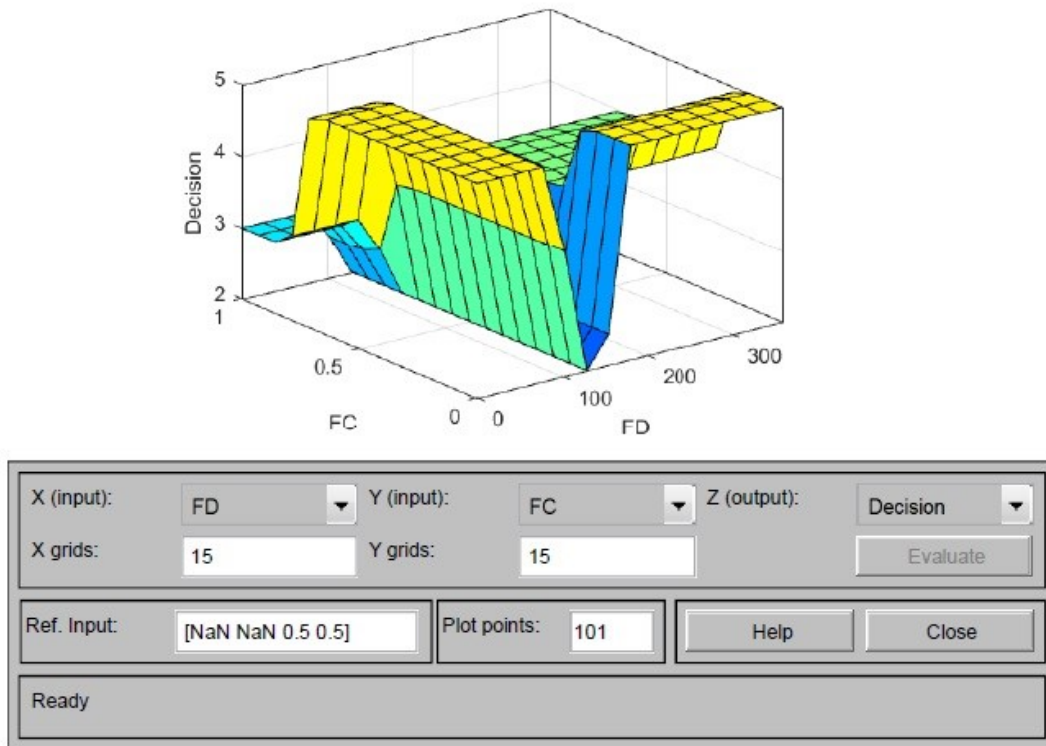 5
4
3
2
Decision
1
0.5
0
FC
0
100
200
300
FD
X (input):
FD
Y (input):
FC
Z (output):
Decision
X grids:
15
Y grids:
15
Evaluate
Ref. Input:
[NaN NaN 0.5 0.5]
Plot points:
101
Help
Close
Ready